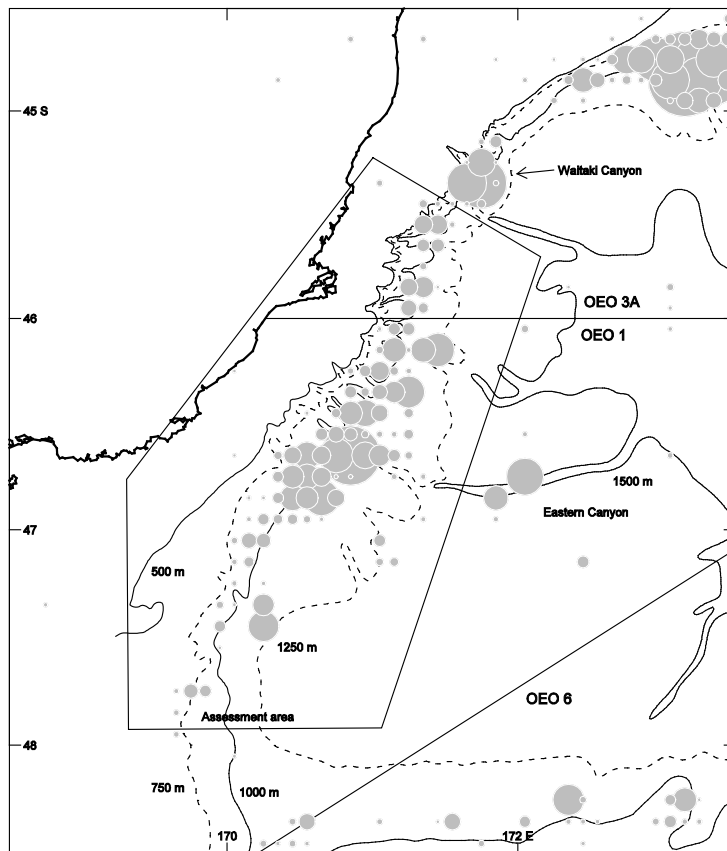 45 S
Waitaki Canyon
OEO 3A
46
OEO 1
1500 m
Eastern Canyon
47
500 m
1250 m
OEO 6
Assessment area
48
750 m
1000 m
170
172 E